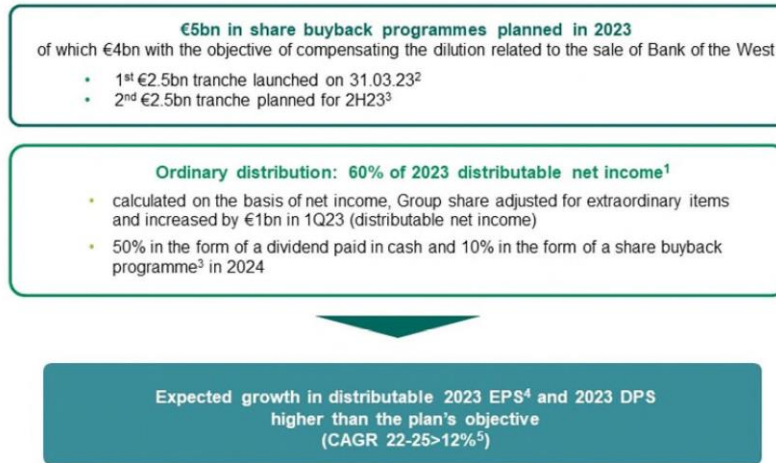 €5bn in share buyback programmes planned in 2023
of which €4bn with the objective of compensating the dilution related to the sale of Bank of the West
• 1st €2.5bn tranche launched on 31.03.23²
• 2nd €2.5bn tranche planned for 2H23³
Ordinary distribution: 60% of 2023 distributable net income¹
• calculated on the basis of net income, Group share adjusted for extraordinary items
and increased by €1bn in 1Q23 (distributable net income)
• 50% in the form of a dividend paid in cash and 10% in the form of a share buyback
programme³ in 2024
Expected growth in distributable 2023 EPS⁴ and 2023 DPS
higher than the plan's objective
(CAGR 22-25>12%⁵)